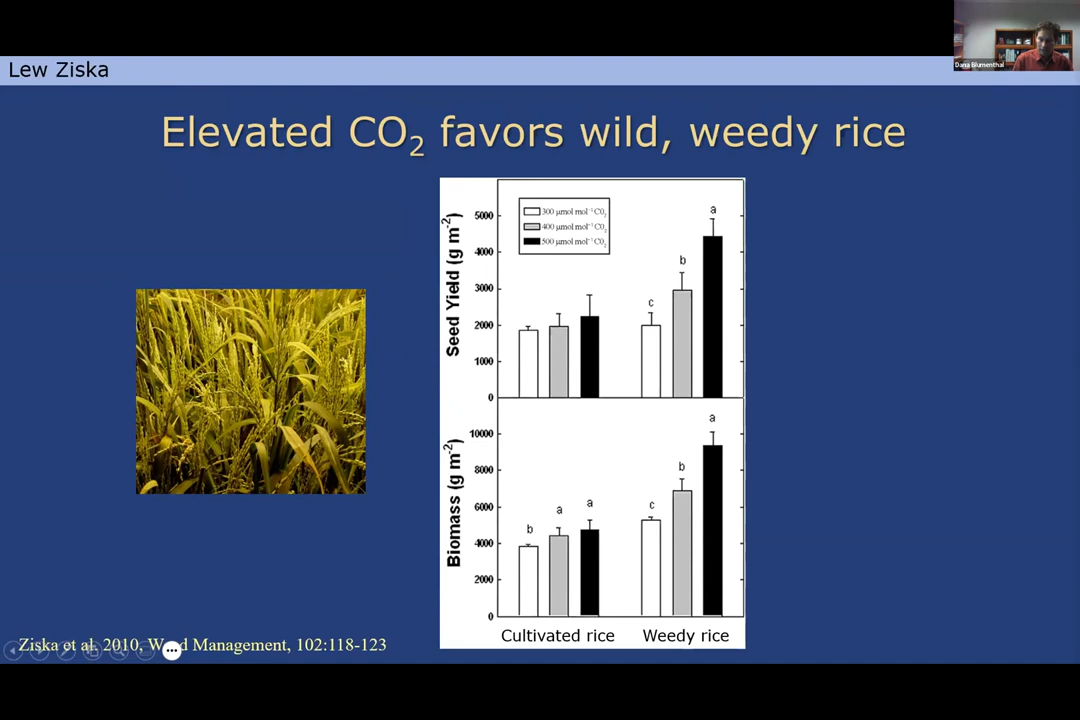 Lew Ziska
Dana Blumenthal
Elevated CO₂ favors wild, weedy rice
Seed Yield (g m⁻²)
5000
4000
3000
2000
1000
0
300 μmol mol⁻¹ CO₂
400 μmol mol⁻¹ CO₂
500 μmol mol⁻¹ CO₂
c
b
a
Biomass (g m⁻²)
10000
8000
6000
4000
2000
0
b
a
a
c
b
a
Cultivated rice
Weedy rice
Ziska et al. 2010, W d Management, 102:118-123